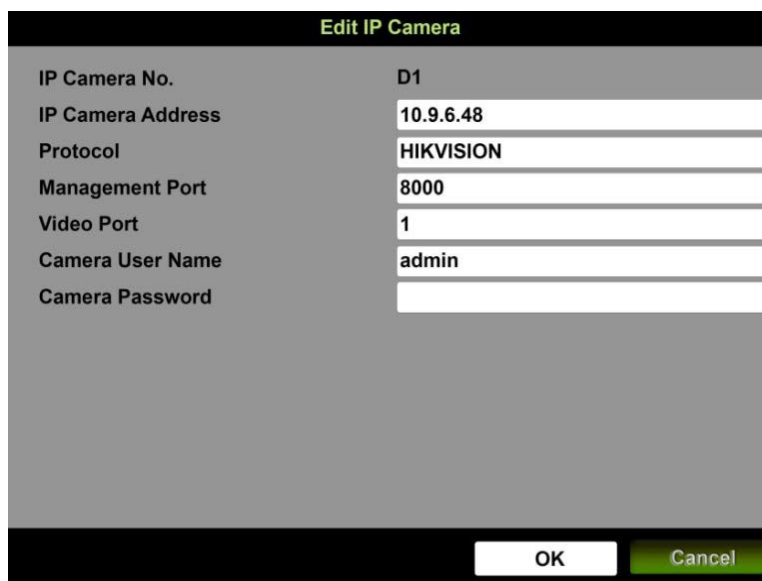 Edit IP Camera
IP Camera No. D1
IP Camera Address 10.9.6.48
Protocol HIKVISION
Management Port 8000
Video Port 1
Camera User Name admin
Camera Password
OK Cancel